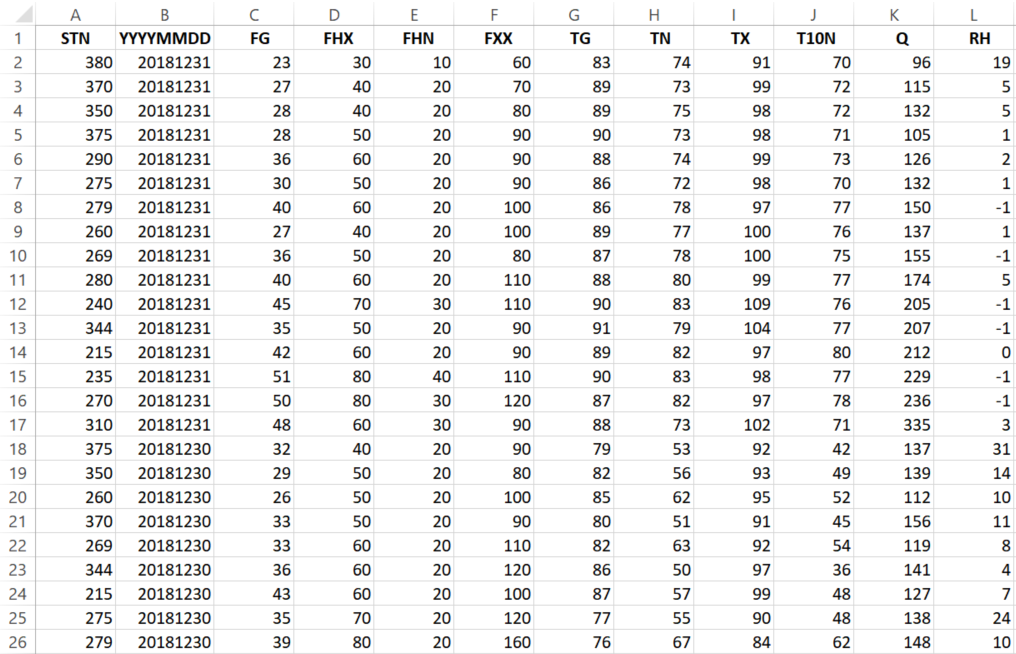 A B C D E F G H I J K L
1 STN YYYYMMDD FG FHX FHN FXX TG TN TX T10N Q RH
2 380 20181231 23 30 10 60 83 74 91 70 96 19
3 370 20181231 27 40 20 70 89 73 99 72 115 5
4 350 20181231 28 40 20 80 89 75 98 72 132 5
5 375 20181231 28 50 20 90 90 73 98 71 105 1
6 290 20181231 36 60 20 90 88 74 99 73 126 2
7 275 20181231 30 50 20 90 86 72 98 70 132 1
8 279 20181231 40 60 20 100 86 78 97 77 150 -1
9 260 20181231 27 40 20 100 89 77 100 76 137 1
10 269 20181231 36 50 20 80 87 78 100 75 155 -1
11 280 20181231 40 60 20 110 88 80 99 77 174 5
12 240 20181231 45 70 30 110 90 83 109 76 205 -1
13 344 20181231 35 50 20 90 91 79 104 77 207 -1
14 215 20181231 42 60 20 90 89 82 97 80 212 0
15 235 20181231 51 80 40 110 90 83 98 77 229 -1
16 270 20181231 50 80 30 120 87 82 97 78 236 -1
17 310 20181231 48 60 30 90 88 73 102 71 335 3
18 375 20181230 32 40 20 90 79 53 92 42 137 31
19 350 20181230 29 50 20 80 82 56 93 49 139 14
20 260 20181230 26 50 20 100 85 62 95 52 112 10
21 370 20181230 33 50 20 90 80 51 91 45 156 11
22 269 20181230 33 60 20 110 82 63 92 54 119 8
23 344 20181230 36 60 20 120 86 50 97 36 141 4
24 215 20181230 43 60 20 100 87 57 99 48 127 7
25 275 20181230 35 70 20 120 77 55 90 48 138 24
26 279 20181230 39 80 20 160 76 67 84 62 148 10